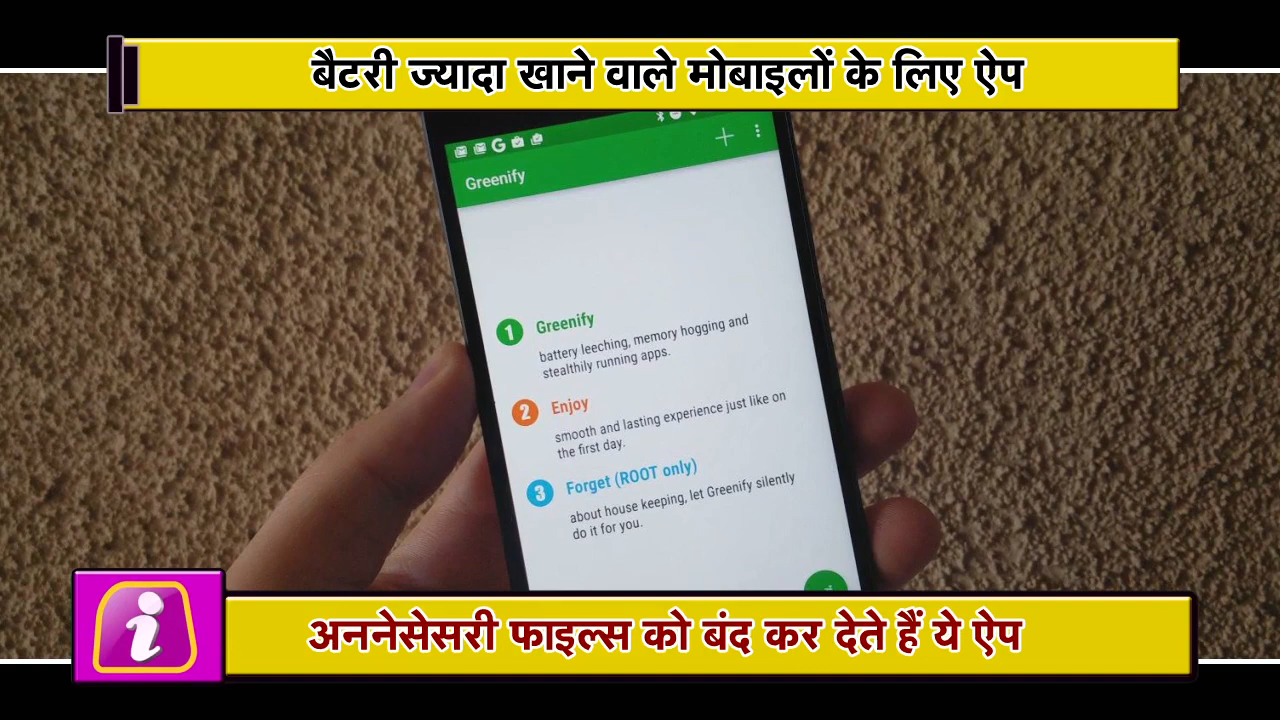 बैटरी ज्यादा खाने वाले मोबाइलों के लिए ऐप
Greenify
1 Greenify
battery leeching, memory hogging and
stealthily running apps.
2 Enjoy
smooth and lasting experience just like on
the first day.
3 Forget (ROOT only)
about house keeping, let Greenify silently
do it for you.
i
अननेसेसरी फाइल्स को बंद कर देते हैं ये ऐप